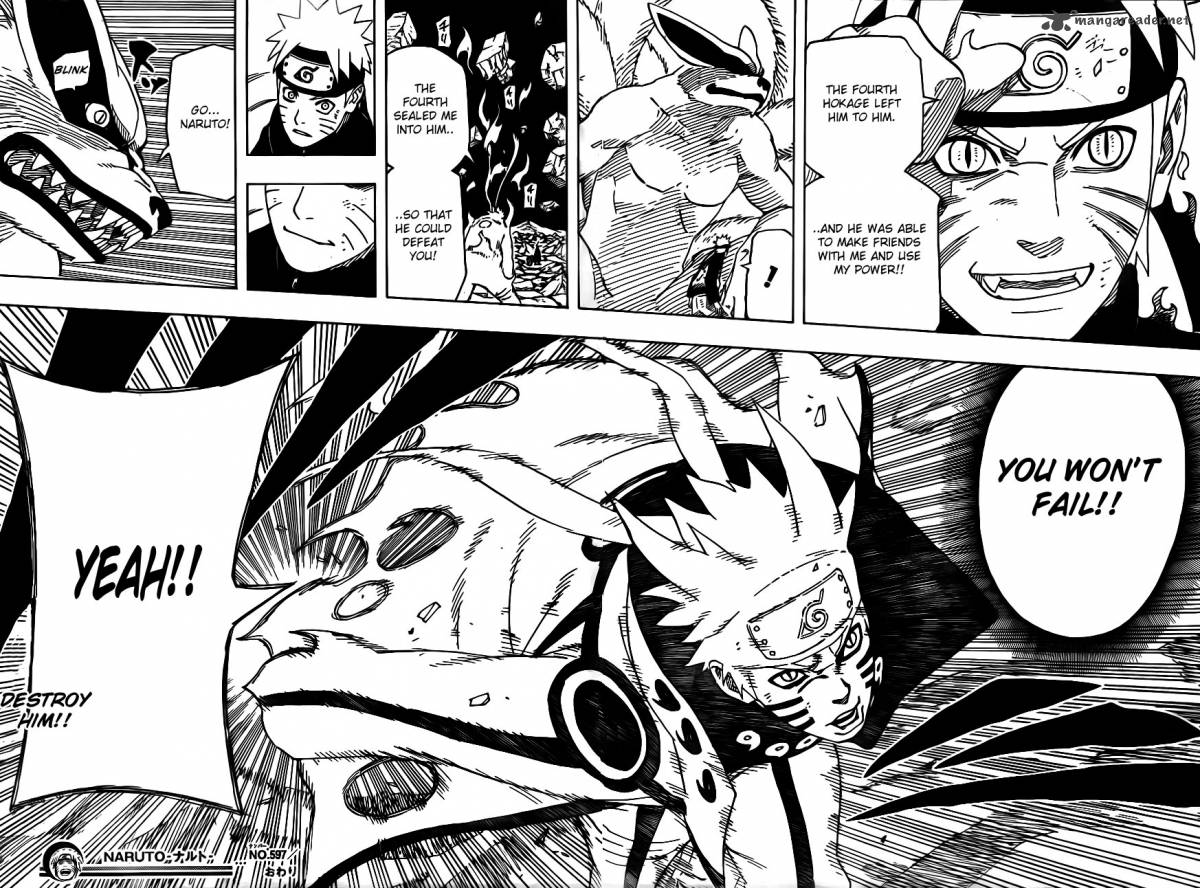 mangareader.net
THE FOURTH
HOKAGE LEFT
HIM TO HIM.
..AND HE WAS ABLE
TO MAKE FRIENDS
WITH ME AND USE
MY POWER!!
!
THE
FOURTH
SEALED ME
INTO HIM..
..SO THAT
HE COULD
DEFEAT
YOU!
GO...
NARUTO!
BLINK
YOU WON'T
FAIL!!
YEAH!!
DESTROY
HIM!!
NARUTO -ナルト-
NO.597
おわり